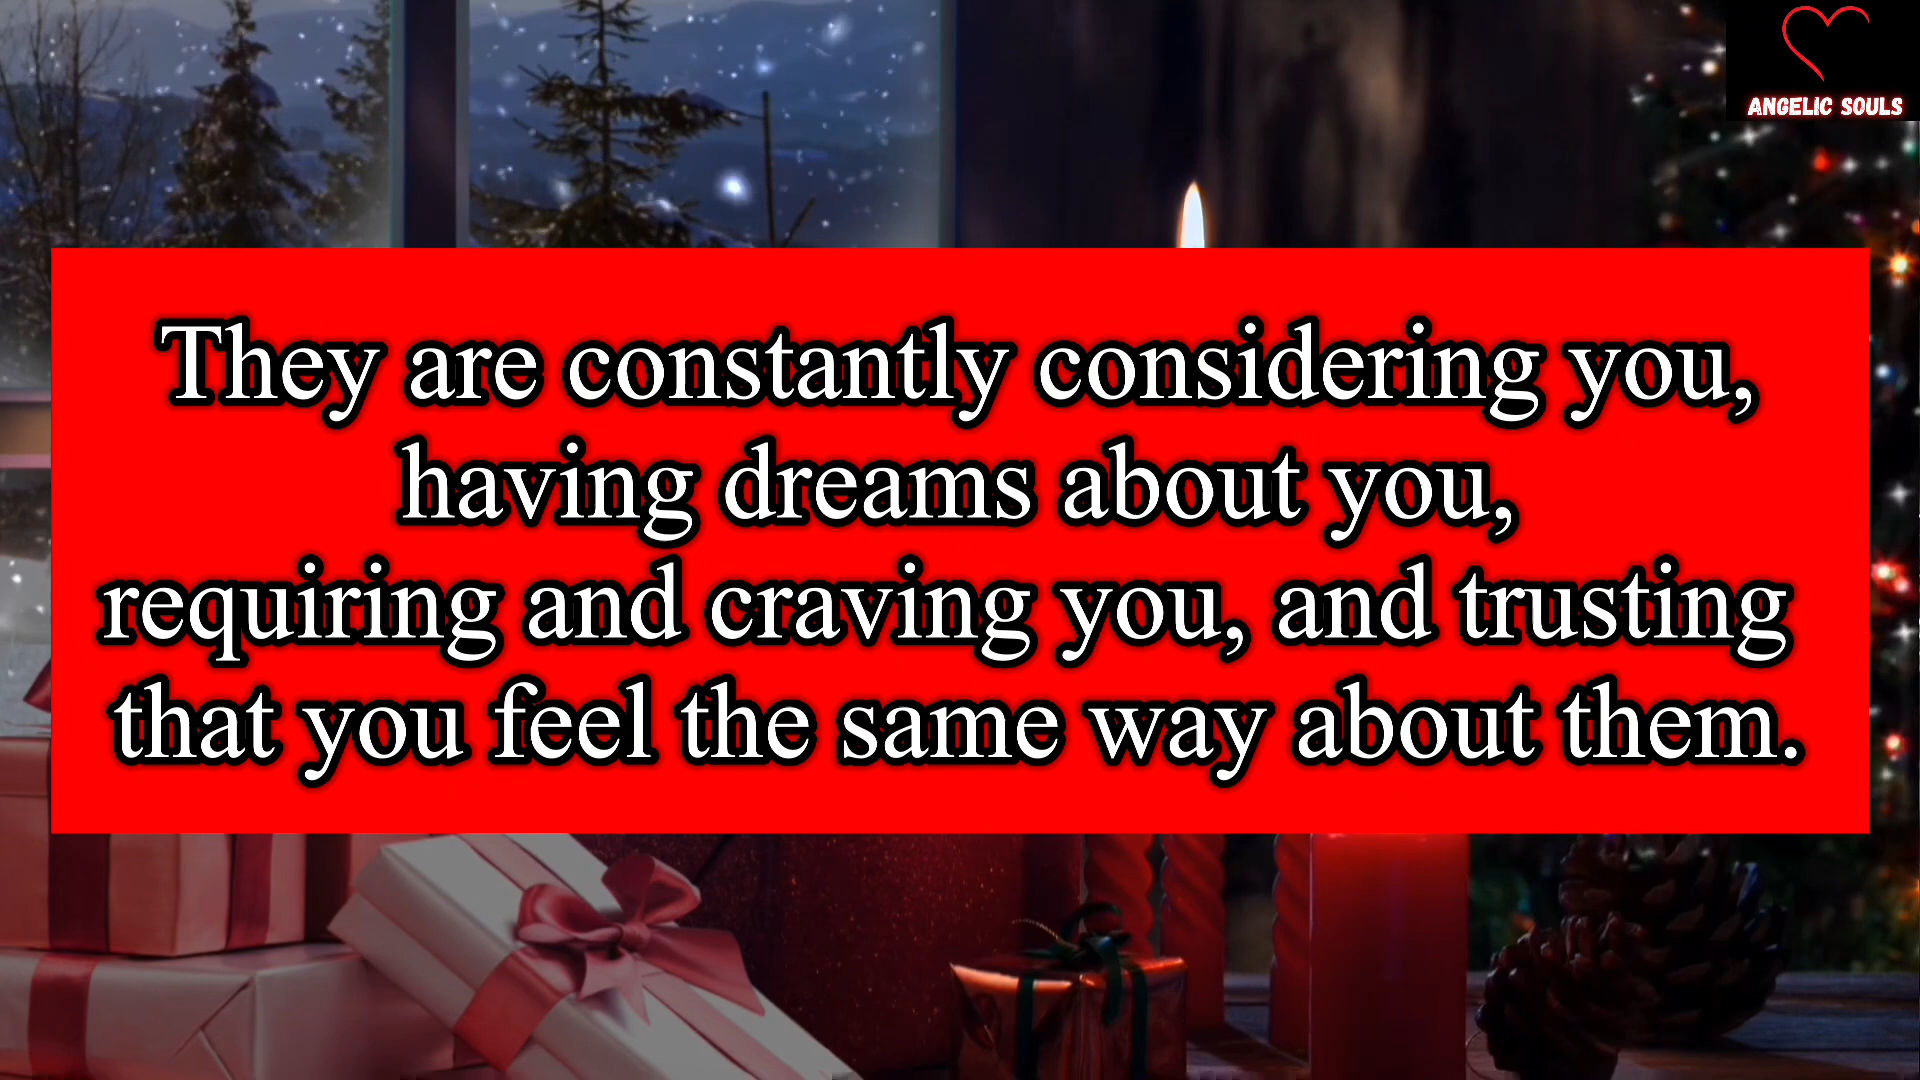 ANGELIC SOULS
They are constantly considering you,
having dreams about you,
requiring and craving you, and trusting
that you feel the same way about them.